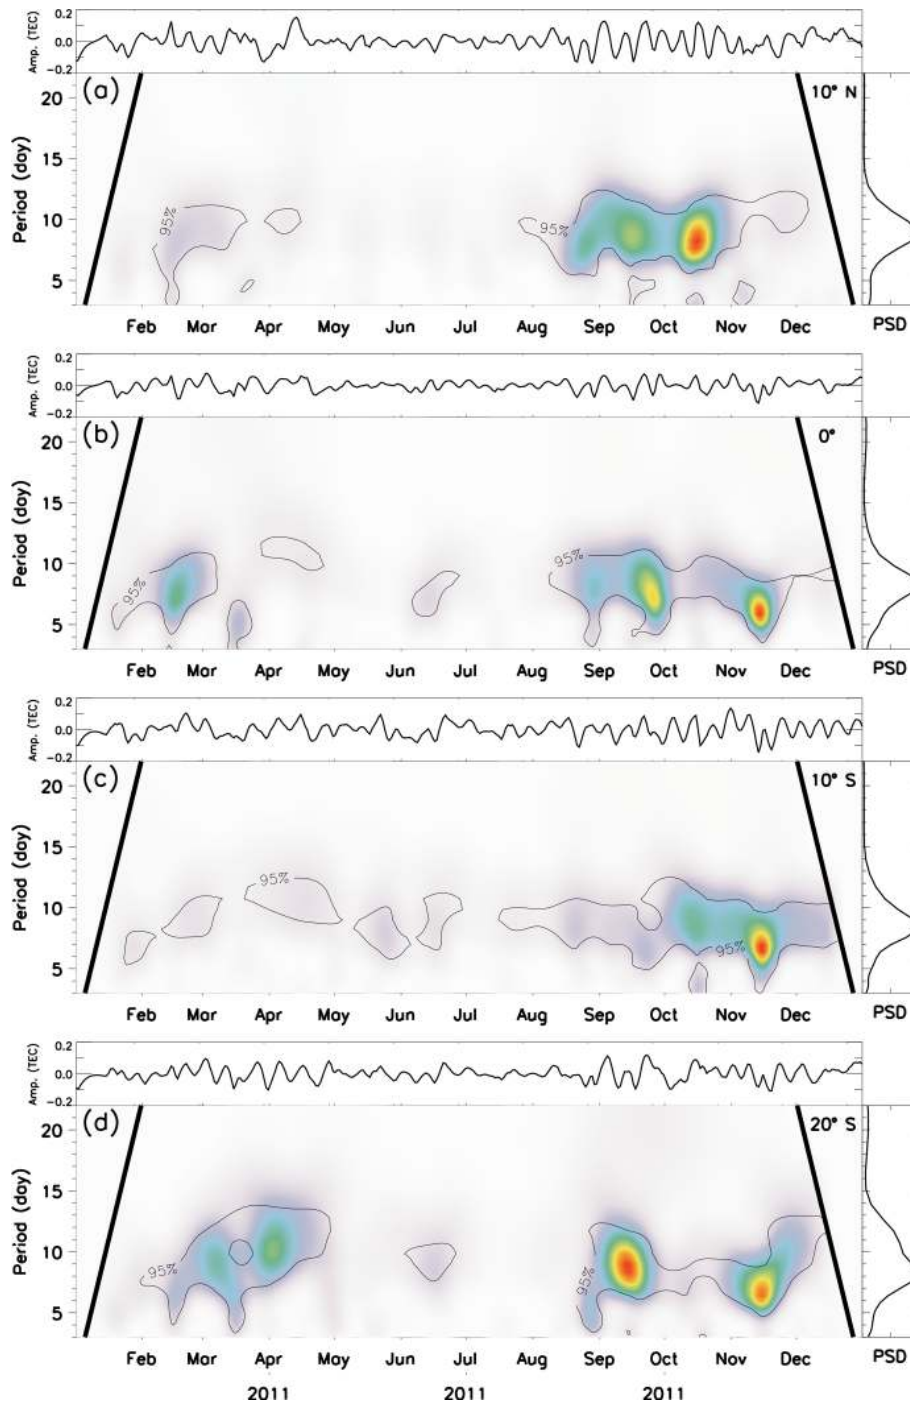 0.2
0.0
−0.2
Amp. (TEC)
(a)
10° N
20
15
10
5
Period (day)
95%
95%
Feb Mar Apr May Jun Jul Aug Sep Oct Nov Dec PSD
0.2
0.0
−0.2
Amp. (TEC)
(b)
0°
20
15
10
5
Period (day)
95%
95%
Feb Mar Apr May Jun Jul Aug Sep Oct Nov Dec PSD
0.2
0.0
−0.2
Amp. (TEC)
(c)
10° S
20
15
10
5
Period (day)
95%
95%
Feb Mar Apr May Jun Jul Aug Sep Oct Nov Dec PSD
0.2
0.0
−0.2
Amp. (TEC)
(d)
20° S
20
15
10
5
Period (day)
95%
95%
Feb Mar Apr May Jun Jul Aug Sep Oct Nov Dec PSD
2011 2011 2011